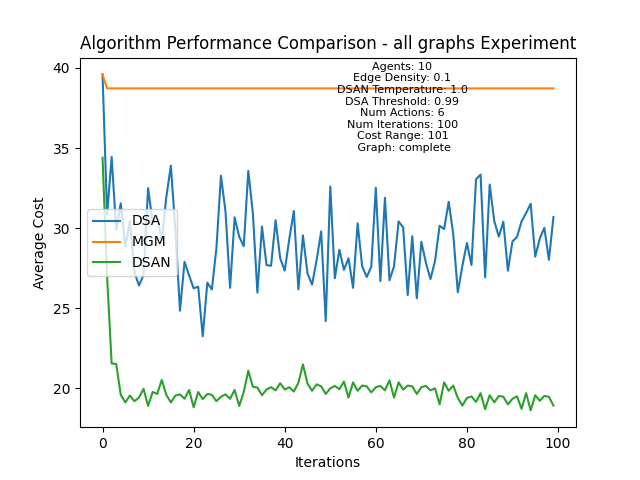 Algorithm Performance Comparison - all graphs Experiment
Agents: 10
Edge Density: 0.1
DSAN Temperature: 1.0
DSA Threshold: 0.99
Num Actions: 6
Num Iterations: 100
Cost Range: 101
Graph: complete
DSA
MGM
DSAN
Average Cost
40
35
30
25
20
0
20
40
60
80
100
Iterations